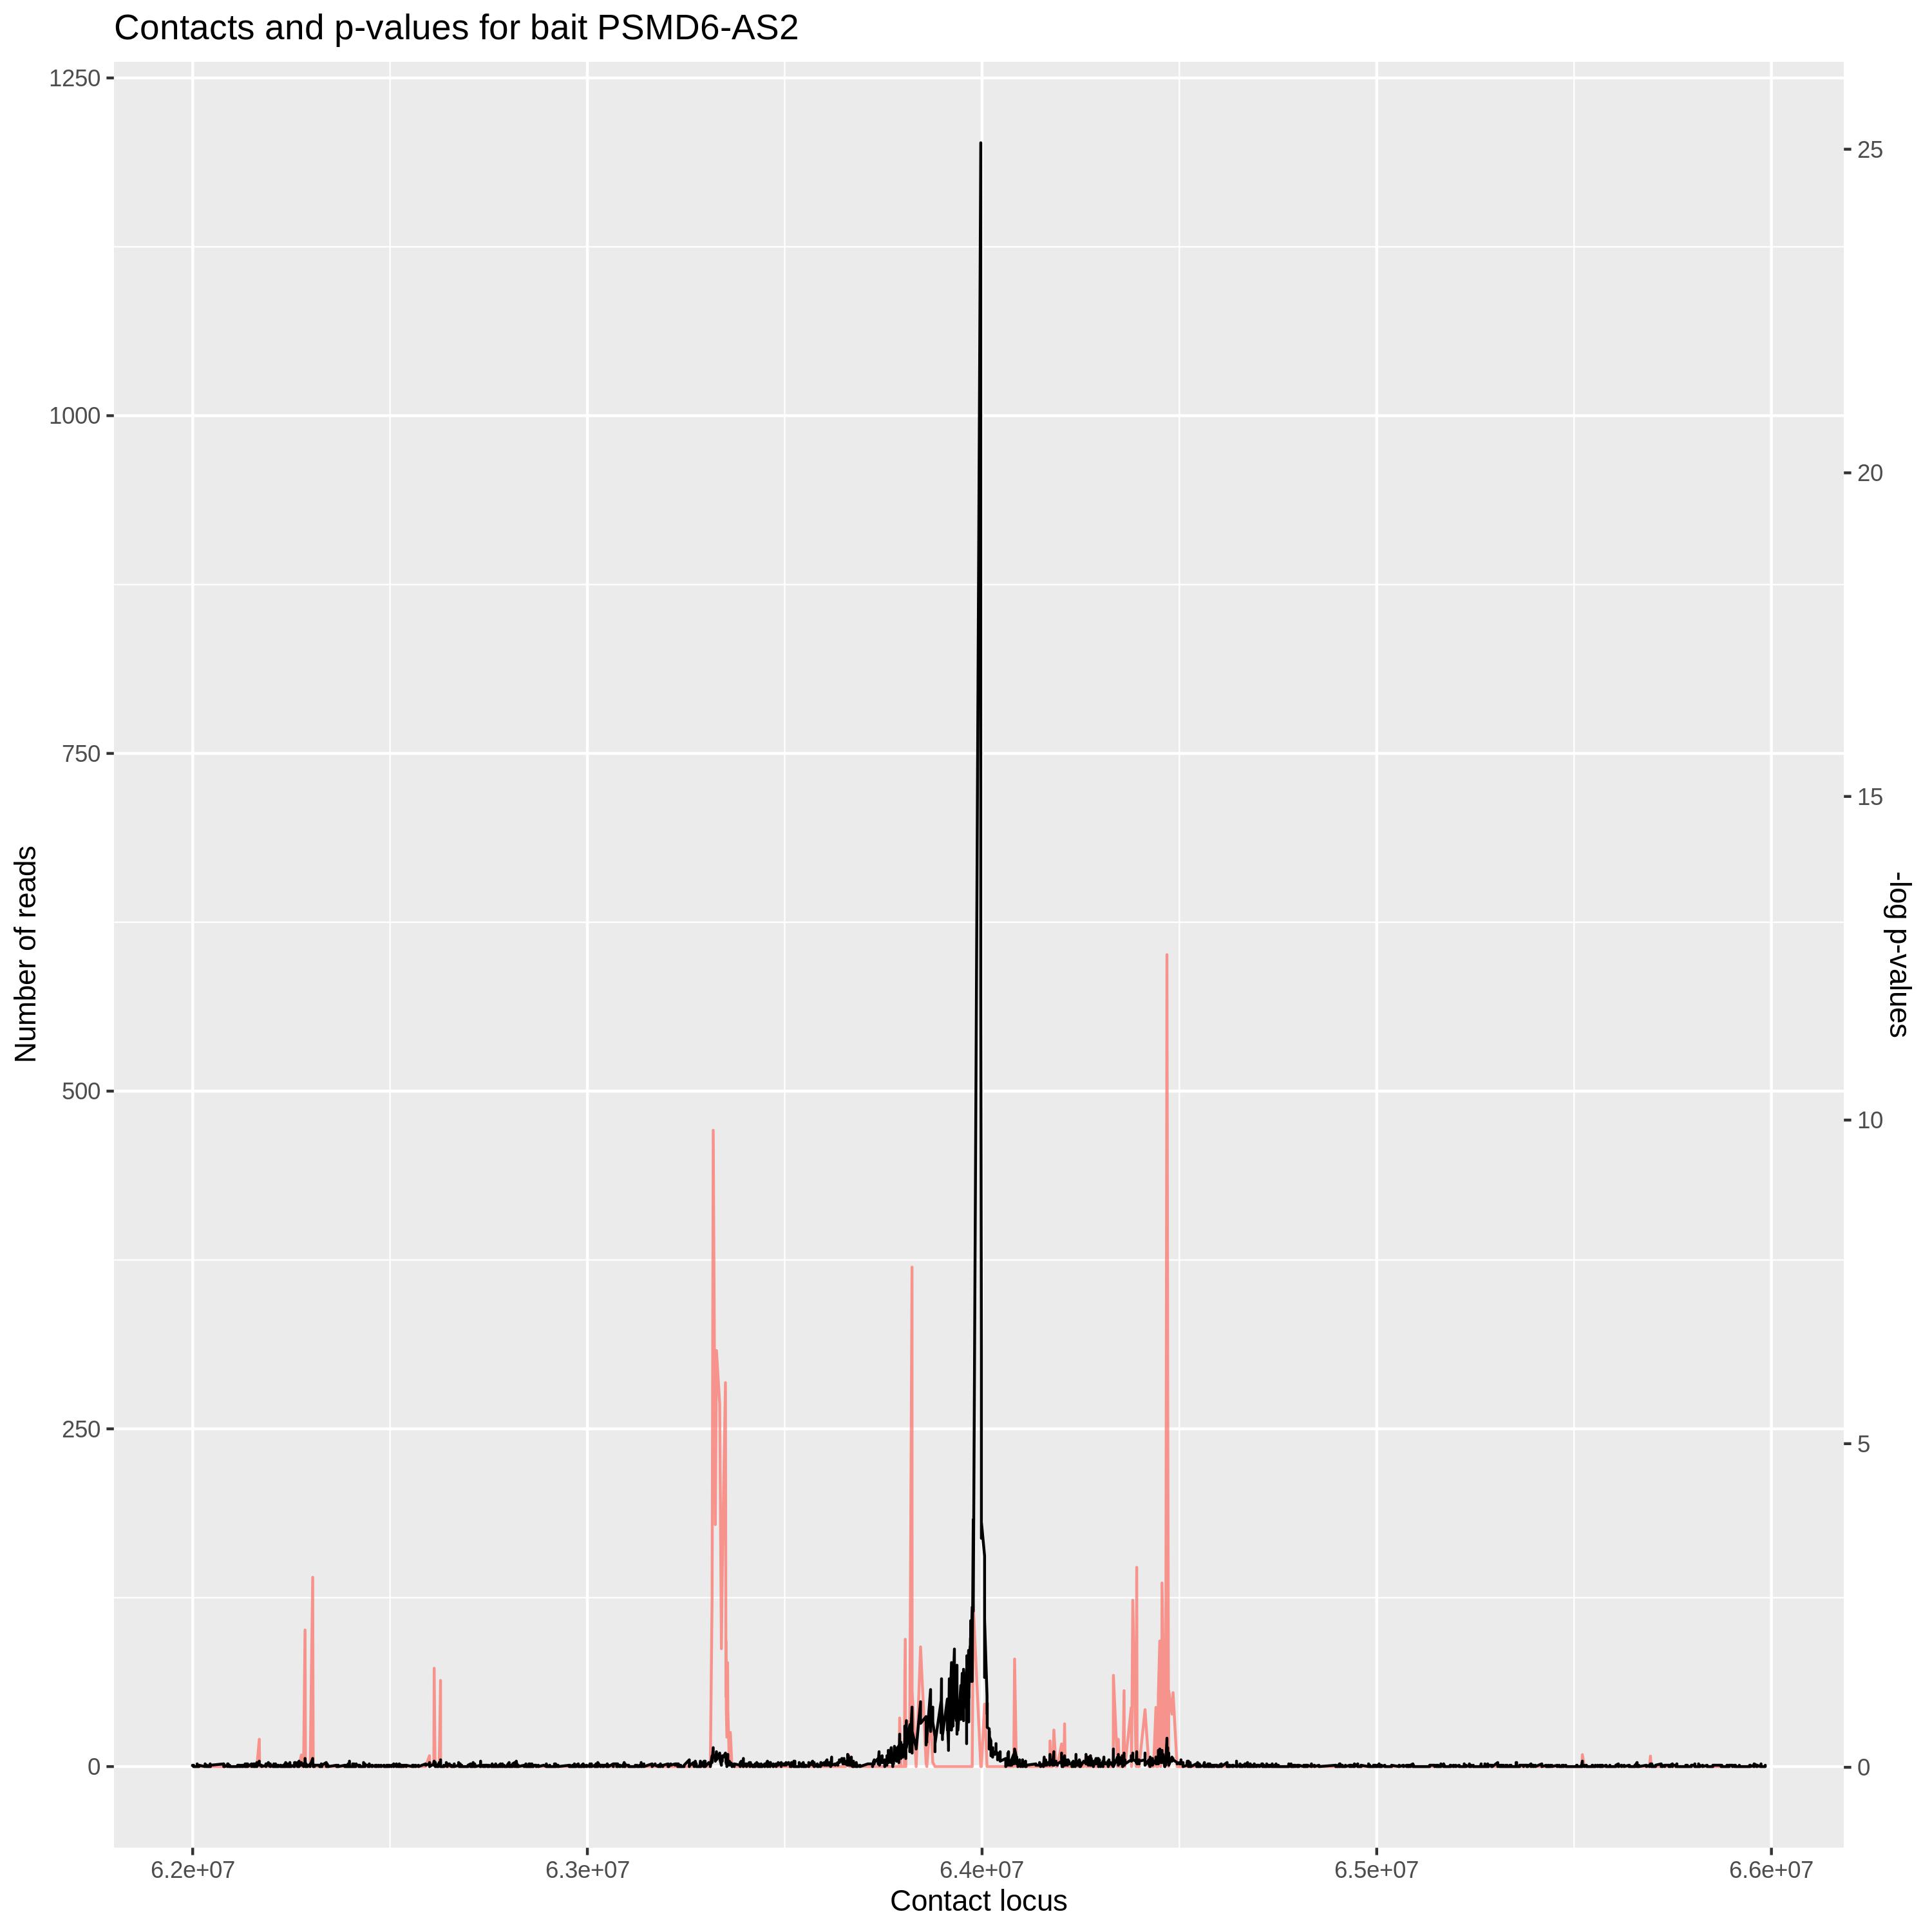 Contacts and p-values for bait PSMD6-AS2
1250
1000
750
500
250
0
Number of reads
25
20
15
10
5
0
-log p-values
6.2e+07
6.3e+07
6.4e+07
6.5e+07
6.6e+07
Contact locus